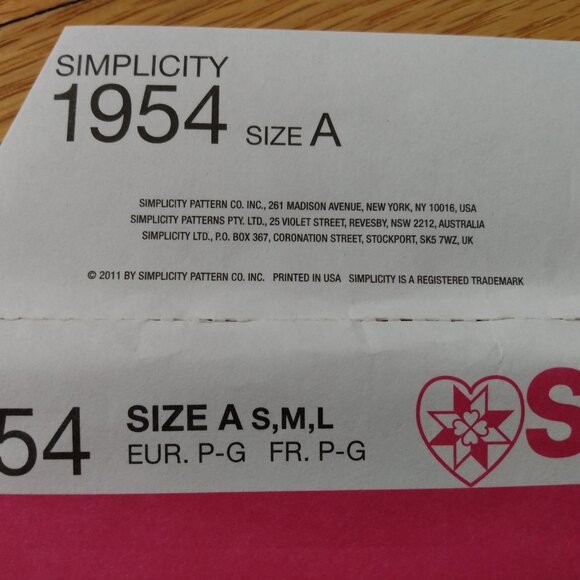 SIMPLICITY
1954 SIZE A
SIMPLICITY PATTERN CO. INC., 261 MADISON AVENUE, NEW YORK, NY 10016, USA
SIMPLICITY PATTERNS PTY. LTD., 25 VIOLET STREET, REVESBY, NSW 2212, AUSTRALIA
SIMPLICITY LTD., P.O. BOX 367, CORONATION STREET, STOCKPORT, SK5 7WZ, UK
© 2011 BY SIMPLICITY PATTERN CO. INC. PRINTED IN USA SIMPLICITY IS A REGISTERED TRADEMARK
54 SIZE A S,M,L
EUR. P-G FR. P-G
S